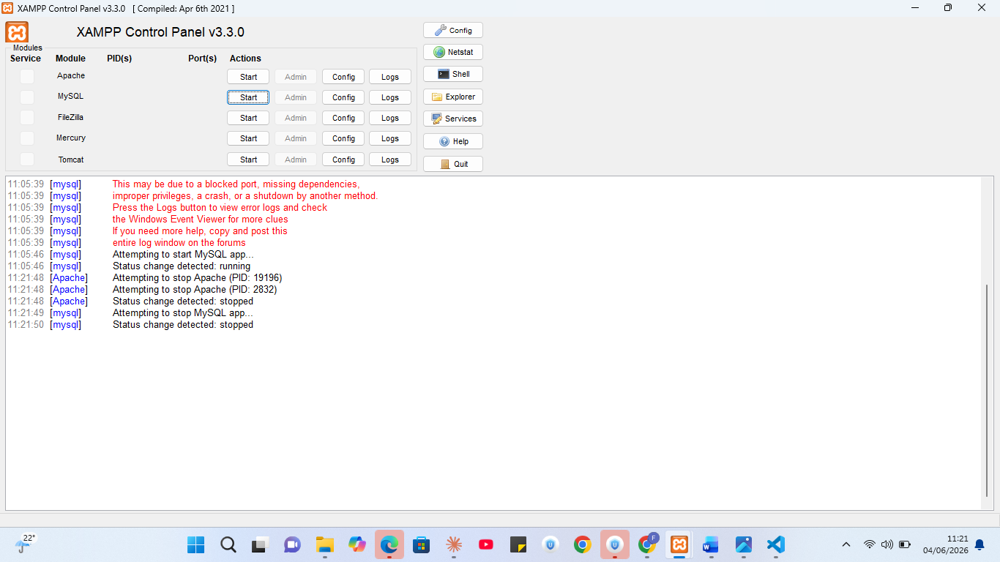 XAMPP Control Panel v3.3.0 [ Compiled: Apr 6th 2021 ]
XAMPP Control Panel v3.3.0
Config
Modules
Service Module PID(s) Port(s) Actions
Netstat
Apache Start Admin Config Logs
Shell
MySQL Start Admin Config Logs
Explorer
FileZilla Start Admin Config Logs
Services
Mercury Start Admin Config Logs
Help
Tomcat Start Admin Config Logs
Quit
11:05:39 [mysql] This may be due to a blocked port, missing dependencies,
11:05:39 [mysql] improper privileges, a crash, or a shutdown by another method.
11:05:39 [mysql] Press the Logs button to view error logs and check
11:05:39 [mysql] the Windows Event Viewer for more clues
11:05:39 [mysql] If you need more help, copy and post this
11:05:39 [mysql] entire log window on the forums
11:05:46 [mysql] Attempting to start MySQL app...
11:05:46 [mysql] Status change detected: running
11:21:48 [Apache] Attempting to stop Apache (PID: 19196)
11:21:48 [Apache] Attempting to stop Apache (PID: 2832)
11:21:48 [Apache] Status change detected: stopped
11:21:49 [mysql] Attempting to stop MySQL app...
11:21:50 [mysql] Status change detected: stopped
22°
F
11:21
04/06/2026